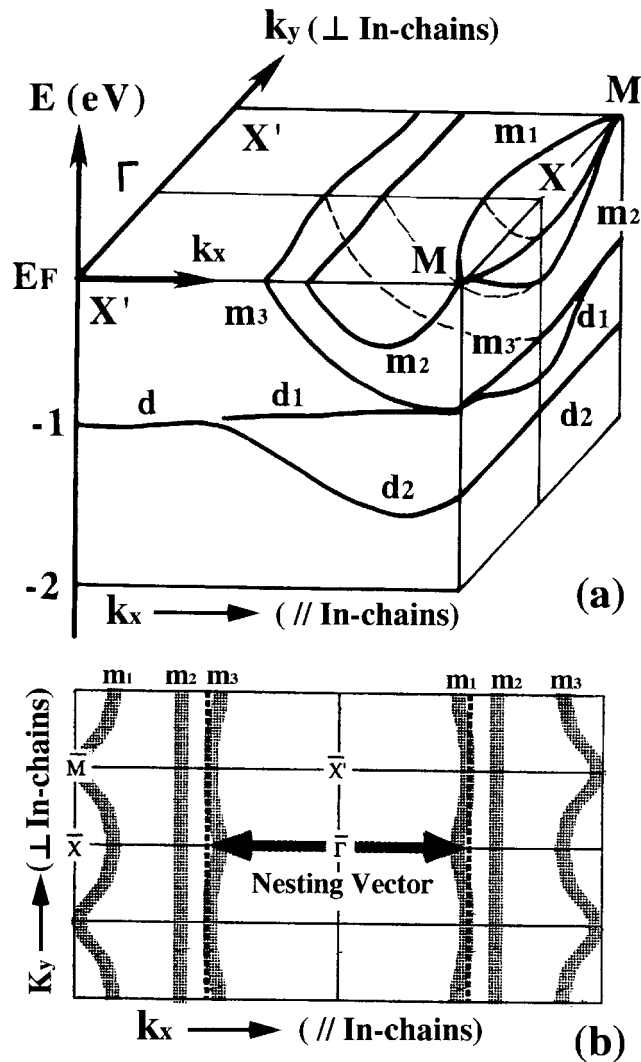 ky (⊥ In-chains)
E (eV)
M
X'
m1
Γ
X
m2
kx
M
EF
X'
m3
m2
m3
d1
d
d1
d2
-1
d2
-2
kx (// In-chains)
(a)
m1 m2 m3 m1 m2 m3
Ky (⊥ In-chains)
M̅ X̅'
X̅ Γ̅
Nesting Vector
kx (// In-chains)
(b)